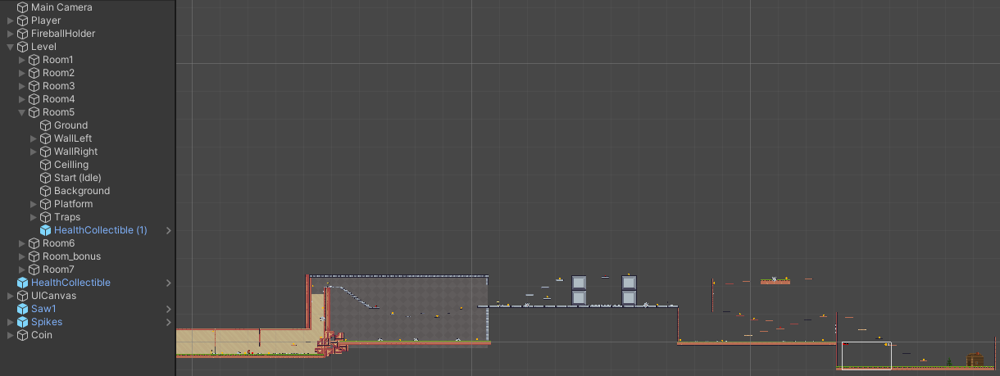 Main Camera
Player
FireballHolder
Level
Room1
Room2
Room3
Room4
Room5
Ground
WallLeft
WallRight
Ceilling
Start (Idle)
Background
Platform
Traps
HealthCollectible (1)
Room6
Room_bonus
Room7
HealthCollectible
UICanvas
Saw1
Spikes
Coin